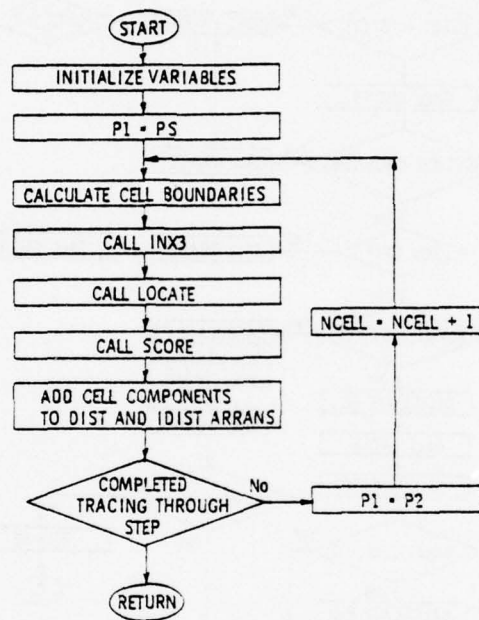 START
INITIALIZE VARIABLES
P1 = PS
CALCULATE CELL BOUNDARIES
CALL INX3
CALL LOCATE
CALL SCORE
ADD CELL COMPONENTS
TO DIST AND IDIST ARRANS
COMPLETED
TRACING THROUGH
STEP
No
P1 = P2
NCELL = NCELL + 1
RETURN